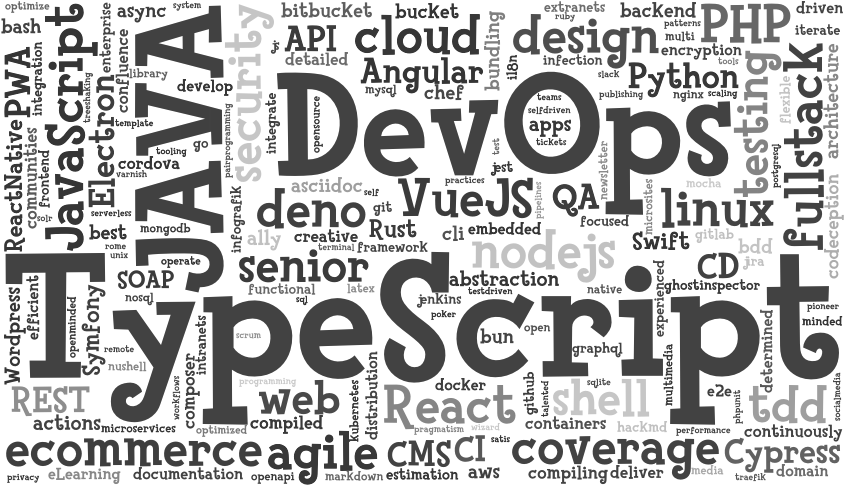 optimize
bash
async
system
enterprise
confluence
JavaScript
PWA
integration
ReactNative
communities
frontend
solr
treeshaking
Electron
library
template
tooling
cordova
varnish
serverless
best
rome
unix
mongodb
go
develop
JAVA
operate
pairprogramming
security
bitbucket
bucket
API
js
detailed
cloud
Angular
mysql
chef
bundling
i18n
extranets
ruby
design
infection
slack
publishing
backend
patterns
multi
encryption
Python
nginx
scaling
PHP
tools
driven
iterate
testing
flexible
fullstack
architecture
postgresql
codeception
integrate
opensource
DevOps
teams
selfdriven
apps
tickets
test
jest
newsletter
practices
asciidoc
self
VueJS
pipelines
QA
focused
microsites
mocha
linux
infografik
deno
git
Rust
creative
terminal
framework
cli
embedded
Swift
gitlab
bdd
jira
a11y
senior
nodejs
CD
ghostinspector
SOAP
nosql
functional
latex
sql
abstraction
testdriven
jenkins
poker
native
experienced
Wordpress
efficient
openminded
Symfony
TypeScript
pioneer
minded
remote
nushell
scrum
bun
open
graphql
determined
composer
intranets
workflows
programming
REST
actions
microservices
optimized
web
compiled
kubernetes
distribution
docker
React
pragmatism
wizard
github
talented
sqlite
shell
containers
hackmd
multimedia
e2e
phpunit
performance
tdd
socialmedia
continuously
ecommerce
agile
CMS
CI
satis
coverage
Cypress
privacy
eLearning
documentation
openapi
markdown
estimation
aws
compiling
deliver
media
traefik
domain